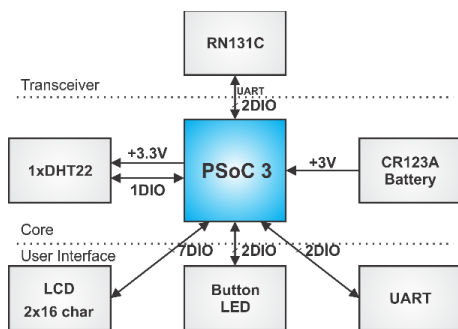 RN131C
Transceiver
UART
2DIO
+3.3V
+3V
1xDHT22
PSoC 3
CR123A
Battery
1DIO
Core
User Interface
7DIO
2DIO
2DIO
LCD
2x16 char
Button
LED
UART